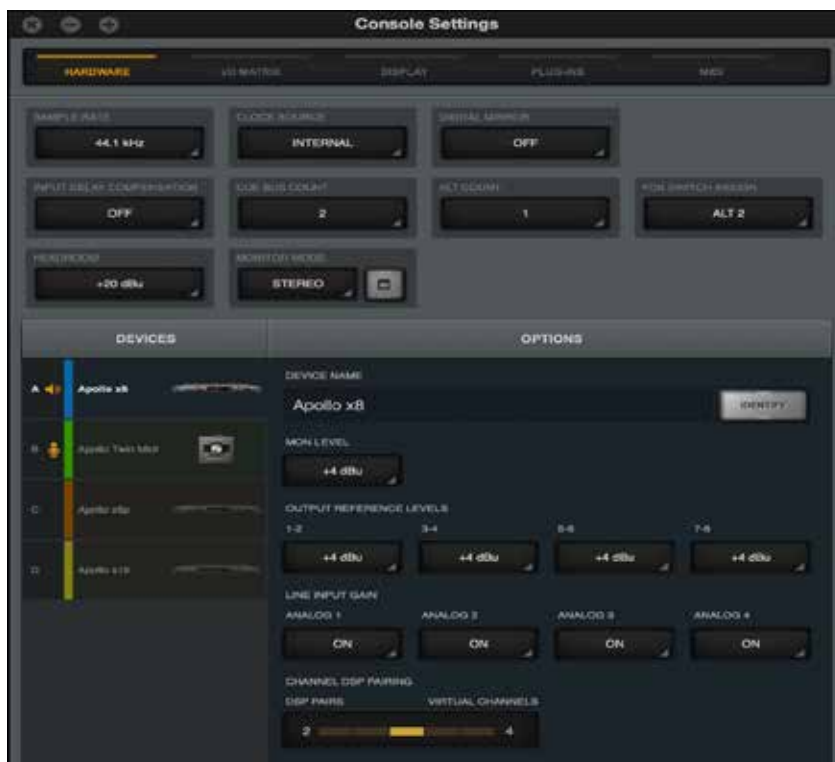 Console Settings
HARDWARE I/O MATRIX DISPLAY PLUG-INS MIDI
SAMPLE RATE CLOCK SOURCE DIGITAL MIRROR
44.1 kHz INTERNAL OFF
INPUT DELAY COMPENSATION CUE BUS COUNT ALT COUNT FCN SWITCH ASSIGN
OFF 2 1 ALT 2
HEADROOM MONITOR MODE
+20 dBu STEREO
DEVICES OPTIONS
DEVICE NAME
A Apollo x8
Apollo x8 IDENTIFY
MON LEVEL
B Apollo Twin MkII
+4 dBu
OUTPUT REFERENCE LEVELS
C Apollo x8p
1-2 3-4 5-6 7-8
+4 dBu +4 dBu +4 dBu +4 dBu
D Apollo x16
LINE INPUT GAIN
ANALOG 1 ANALOG 2 ANALOG 3 ANALOG 4
ON ON ON ON
CHANNEL DSP PAIRING
DSP PAIRS VIRTUAL CHANNELS
2 4